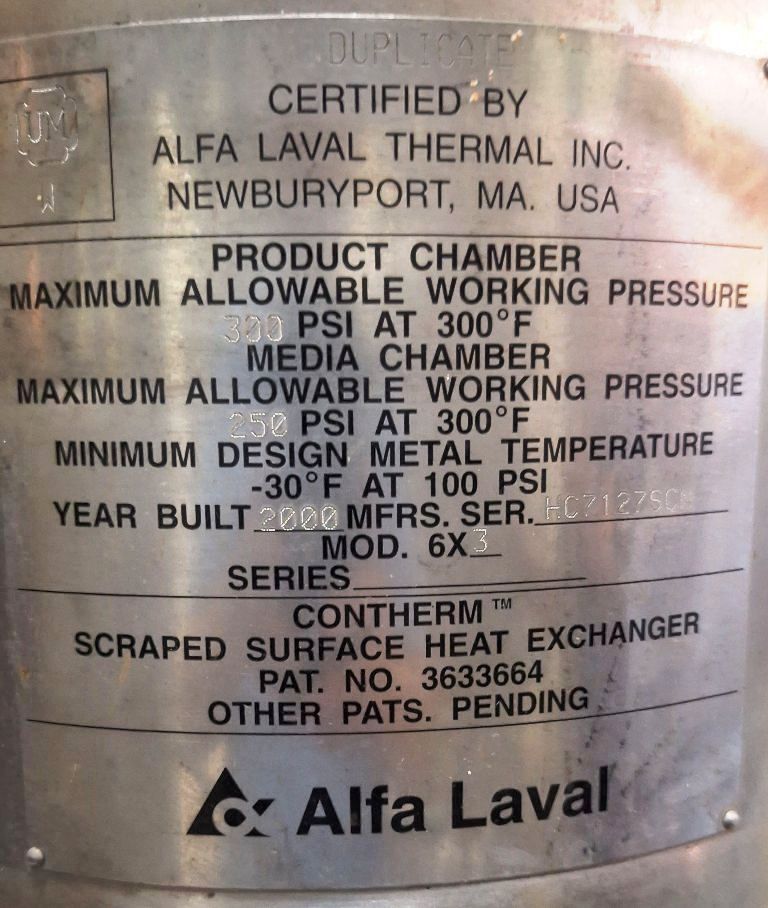 DUPLICATE
UM
W
CERTIFIED BY
ALFA LAVAL THERMAL INC.
NEWBURYPORT, MA. USA
PRODUCT CHAMBER
MAXIMUM ALLOWABLE WORKING PRESSURE
300 PSI AT 300°F
MEDIA CHAMBER
MAXIMUM ALLOWABLE WORKING PRESSURE
250 PSI AT 300°F
MINIMUM DESIGN METAL TEMPERATURE
-30°F AT 100 PSI
YEAR BUILT 2000 MFRS. SER.
MOD. 6X3
SERIES
CONTHERM™
SCRAPED SURFACE HEAT EXCHANGER
PAT. NO. 3633664
OTHER PATS. PENDING
Alfa Laval